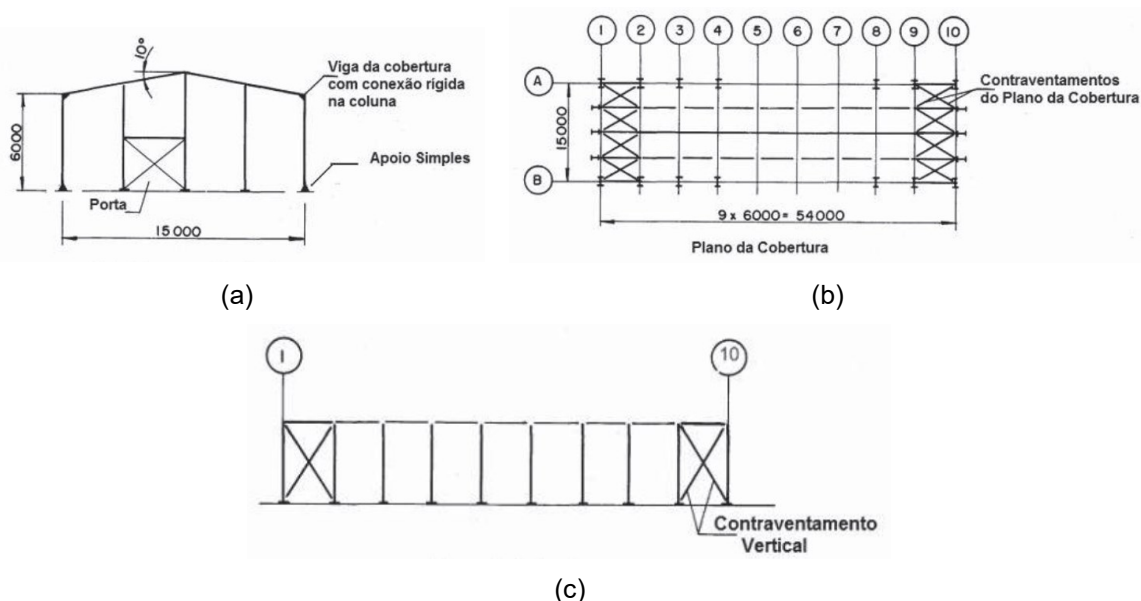 10°
Viga da cobertura
com conexão rígida
na coluna
6000
Apoio Simples
Porta
15000
(a)
1 2 3 4 5 6 7 8 9 10
A
Contraventamentos
do Plano da Cobertura
15000
B
9 x 6000 = 54000
Plano da Cobertura
(b)
1
10
Contraventamento
Vertical
(c)